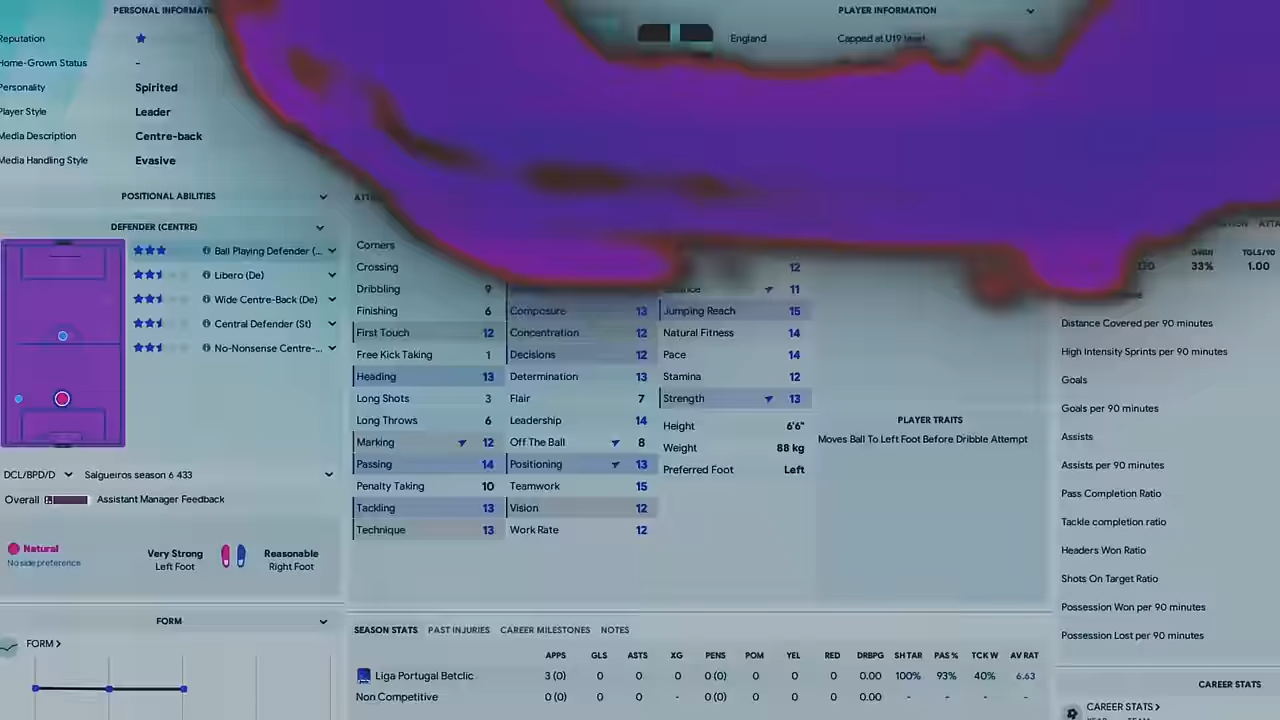 PERSONAL INFORMATION
PLAYER INFORMATION
Reputation
England
Capped at U19 level
Home-Grown Status -
Personality Spirited
Player Style Leader
Media Description Centre-back
Media Handling Style Evasive
POSITIONAL ABILITIES
DEFENDER (CENTRE)
Ball Playing Defender (...
Libero (De)
Wide Centre-Back (De)
Central Defender (St)
No-Nonsense Centre-...
DCL/BPD/D Salgueiros season 6 433
Overall Assistant Manager Feedback
Natural
No side preference
Very Strong
Left Foot
Reasonable
Right Foot
FORM
FORM >
Corners
Crossing
Dribbling 9
Finishing 6
First Touch 12
Free Kick Taking 1
Heading 13
Long Shots 3
Long Throws 6
Marking 12
Passing 14
Penalty Taking 10
Tackling 13
Technique 13
Composure 13
Concentration 12
Decisions 12
Determination 13
Flair 7
Leadership 14
Off The Ball 8
Positioning 13
Teamwork 15
Vision 12
Work Rate 12
12
11
Jumping Reach 15
Natural Fitness 14
Pace 14
Stamina 12
Strength 13
Height 6'6"
Weight 88 kg
Preferred Foot Left
PLAYER TRAITS
Moves Ball To Left Foot Before Dribble Attempt
33%
TGLS/90
1.00
Distance Covered per 90 minutes
High Intensity Sprints per 90 minutes
Goals
Goals per 90 minutes
Assists
Assists per 90 minutes
Pass Completion Ratio
Tackle completion ratio
Headers Won Ratio
Shots On Target Ratio
Possession Won per 90 minutes
Possession Lost per 90 minutes
SEASON STATS PAST INJURIES CAREER MILESTONES NOTES
APPS GLS ASTS XG PENS POM YEL RED DRBPG SH TAR PAS % TCK W AV RAT
Liga Portugal Betclic 3 (0) 0 0 0 0 (0) 0 0 0 0.00 100% 93% 40% 6.63
Non Competitive 0 (0) 0 0 - 0 (0) 0 0 0 0.00 - - - -
CAREER STATS
CAREER STATS >